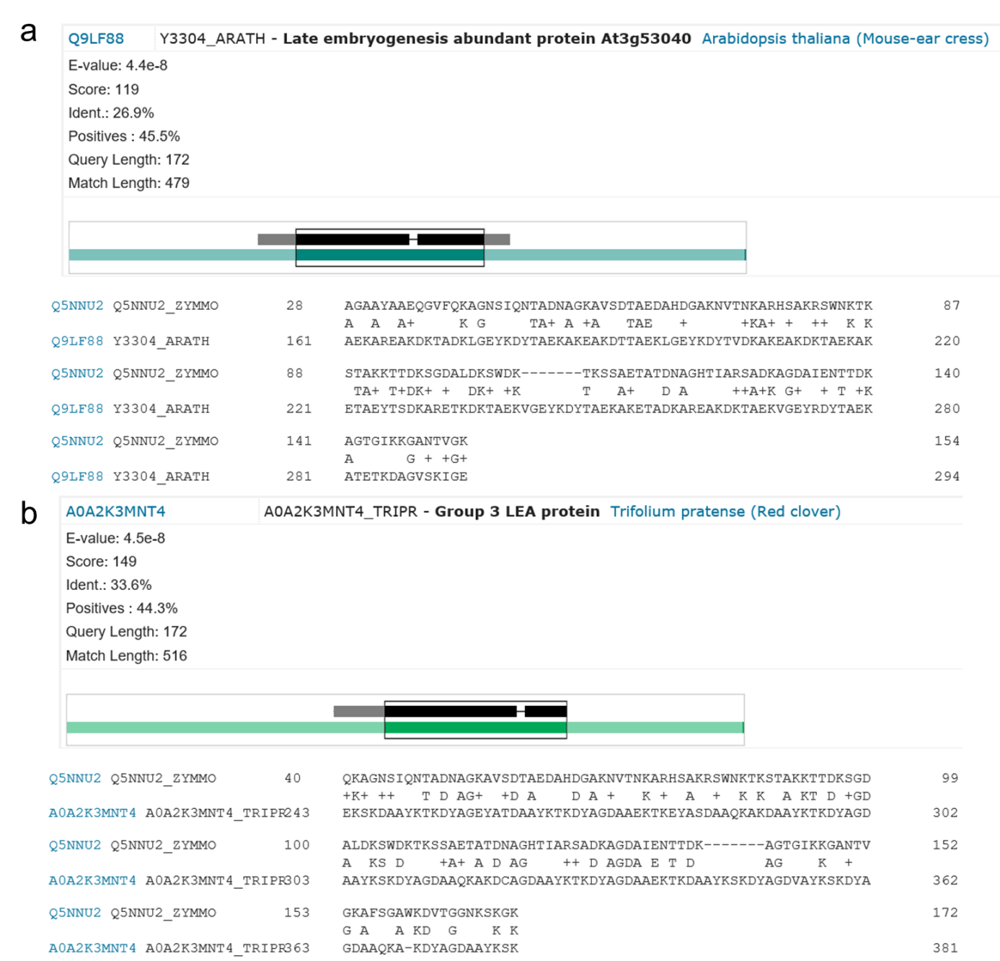 a
Q9LF88 Y3304_ARATH - Late embryogenesis abundant protein At3g53040 Arabidopsis thaliana (Mouse-ear cress)
E-value: 4.4e-8
Score: 119
Ident.: 26.9%
Positives : 45.5%
Query Length: 172
Match Length: 479
Q5NNU2 Q5NNU2_ZYMMO 28 AGAAYAAEQGVFQKAGNSIQNTADNAGKAVSDTAEDAHDGAKNVTNKARHSAKRSWNKTK 87
A  A  A+     K G     TA+ A +A   TAE   +      +KA+ +  ++  K K
Q9LF88 Y3304_ARATH 161 AEKAREAKDKTADKLGEYKDYTAEKAKEAKDTTAEKLGEYKDYTVDKAKEAKDKTAEKAK 220
Q5NNU2 Q5NNU2_ZYMMO 88 STAKKTTDKSGDALDKSWDK-------TKSSAETATDNAGHTIARSADKAGDAIENTTDK 140
TA+ T+DK+ +  DK+ +K       T   A+   D A     ++A+K G+  + T +K
Q9LF88 Y3304_ARATH 221 ETAEYTSDKARETKDKTAEKVGEYKDYTAEKAKETADKAREAKDKTAEKVGEYRDYTAEK 280
Q5NNU2 Q5NNU2_ZYMMO 141 AGTGIKKGANTVGK 154
A      G + +G+
Q9LF88 Y3304_ARATH 281 ATETKDAGVSKIGE 294
b
A0A2K3MNT4 A0A2K3MNT4_TRIPR - Group 3 LEA protein Trifolium pratense (Red clover)
E-value: 4.5e-8
Score: 149
Ident.: 33.6%
Positives : 44.3%
Query Length: 172
Match Length: 516
Q5NNU2 Q5NNU2_ZYMMO 40 QKAGNSIQNTADNAGKAVSDTAEDAHDGAKNVTNKARHSAKRSWNKTKSTAKKTTDKSGD 99
+K+ ++   T D AG+  +D A    D A +   K +  A  +  K K  A KT D +GD
A0A2K3MNT4 A0A2K3MNT4_TRIPR243 EKSKDAAYKTKDYAGEYATDAAYKTKDYAGDAAEKTKEYASDAAQKAKDAAYKTKDYAGD 302
Q5NNU2 Q5NNU2_ZYMMO 100 ALDKSWDKTKSSAETATDNAGHTIARSADKAGDAIENTTDK-------AGTGIKKGANTV 152
A  KS D    +A+ A D AG    ++ D AGDA E T D        AG    K  +
A0A2K3MNT4 A0A2K3MNT4_TRIPR303 AAYKSKDYAGDAAQKAKDCAGDAAYKTKDYAGDAAEKTKDAAYKSKDYAGDVAYKSKDYA 362
Q5NNU2 Q5NNU2_ZYMMO 153 GKAFSGAWKDVTGGNKSKGK 172
G A   A KD  G    K K
A0A2K3MNT4 A0A2K3MNT4_TRIPR363 GDAAQKA-KDYAGDAAYKSK 381